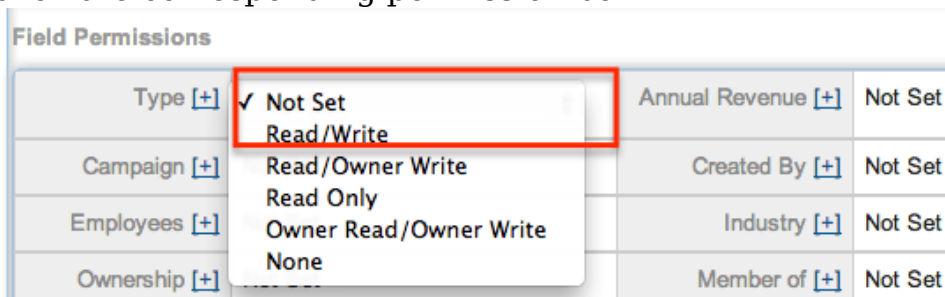 Field Permissions
Type [+] ✓ Not Set Annual Revenue [+] Not Set
Read/Write
Campaign [+] Read/Owner Write Created By [+] Not Set
Read Only
Employees [+] Owner Read/Owner Write Industry [+] Not Set
None
Ownership [+] Member of [+] Not Set